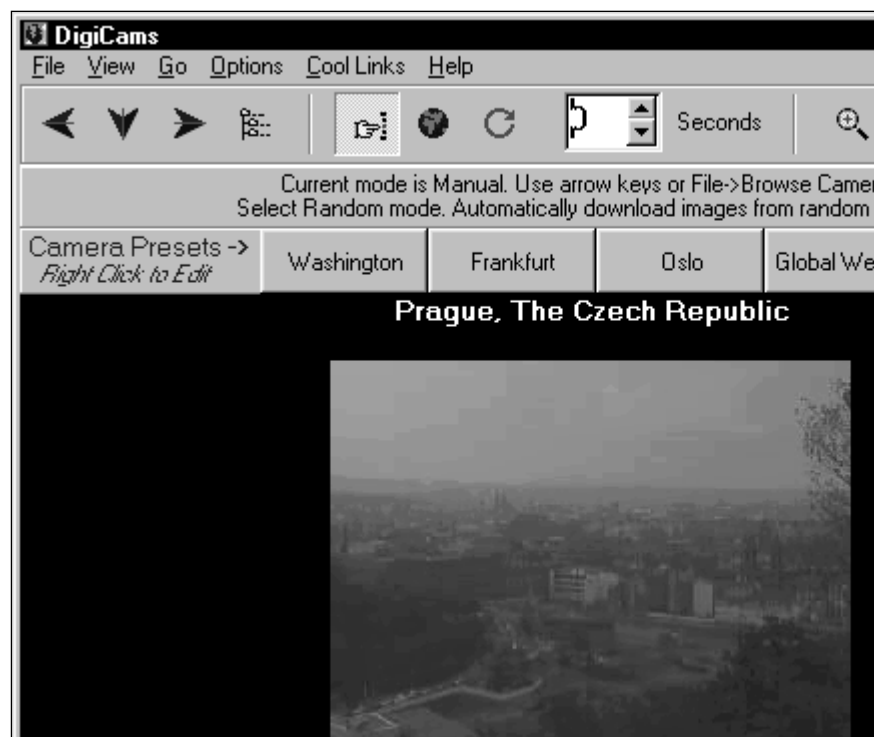 DigiCams
File View Go Options Cool Links Help
Seconds
Current mode is Manual. Use arrow keys or File->Browse
Select Random mode. Automatically download images from random
Camera Presets -> Washington Frankfurt Oslo Global
Right Click to Edit
Prague, The Czech Republic